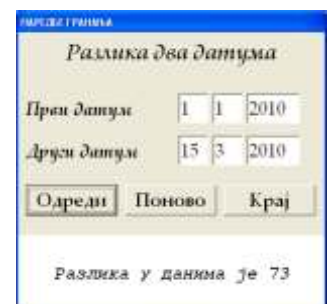 НАРЕДБЕ ГРАНАЊА
Разлика два датума
Први датум 1 1 2010
Други датум 15 3 2010
Одреди Поново Крај
Разлика у данима је 73